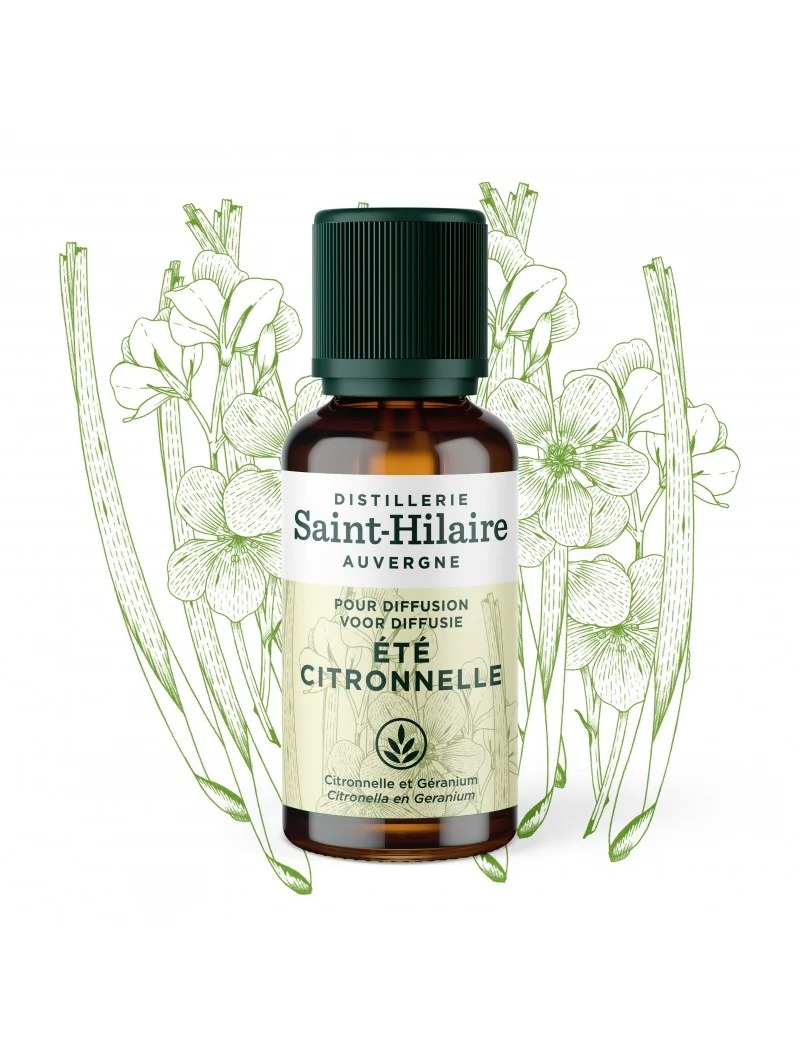 DISTILLERIE
Saint-Hilaire
AUVERGNE
POUR DIFFUSION
VOOR DIFFUSIE
ÉTÉ
CITRONNELLE
Citronnelle et Géranium
Citronella en Geranium